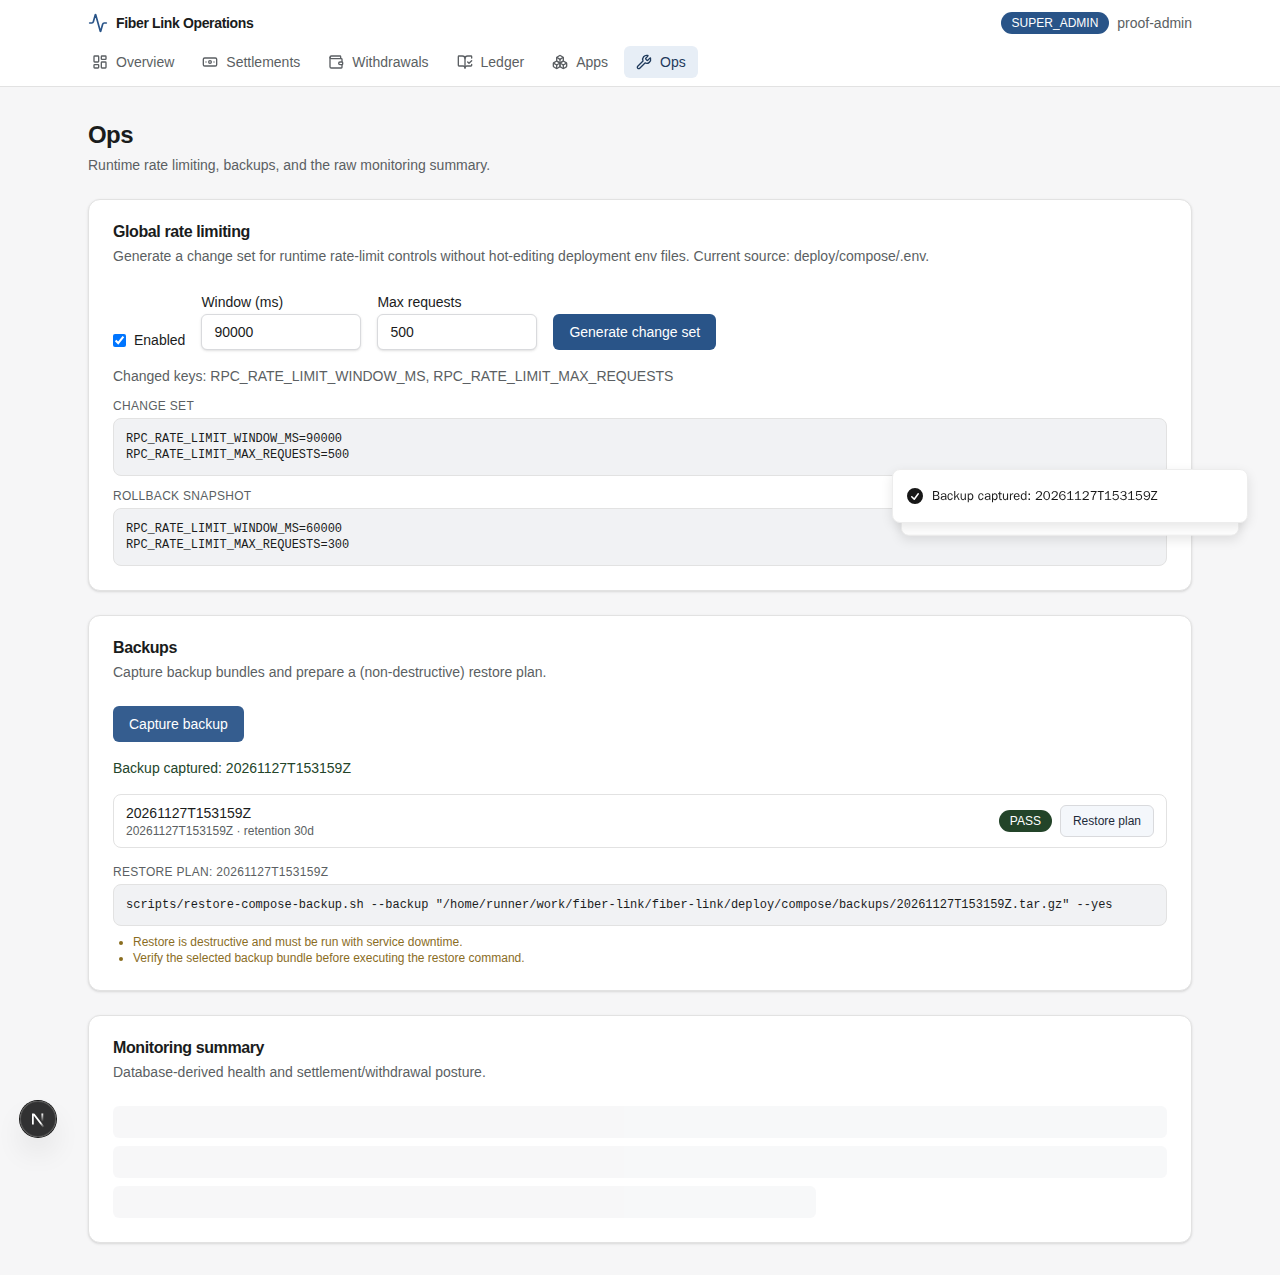 Fiber Link Operations
SUPER_ADMIN proof-admin
Overview Settlements Withdrawals Ledger Apps Ops
Ops
Runtime rate limiting, backups, and the raw monitoring summary.
Global rate limiting
Generate a change set for runtime rate-limit controls without hot-editing deployment env files. Current source: deploy/compose/.env.
Window (ms) Max requests
Enabled 90000 500 Generate change set
Changed keys: RPC_RATE_LIMIT_WINDOW_MS, RPC_RATE_LIMIT_MAX_REQUESTS
CHANGE SET
RPC_RATE_LIMIT_WINDOW_MS=90000
RPC_RATE_LIMIT_MAX_REQUESTS=500
ROLLBACK SNAPSHOT
Backup captured: 20261127T153159Z
RPC_RATE_LIMIT_WINDOW_MS=60000
RPC_RATE_LIMIT_MAX_REQUESTS=300
Backups
Capture backup bundles and prepare a (non-destructive) restore plan.
Capture backup
Backup captured: 20261127T153159Z
20261127T153159Z
20261127T153159Z · retention 30d
PASS Restore plan
RESTORE PLAN: 20261127T153159Z
scripts/restore-compose-backup.sh --backup "/home/runner/work/fiber-link/fiber-link/deploy/compose/backups/20261127T153159Z.tar.gz" --yes
Restore is destructive and must be run with service downtime.
Verify the selected backup bundle before executing the restore command.
Monitoring summary
Database-derived health and settlement/withdrawal posture.
N